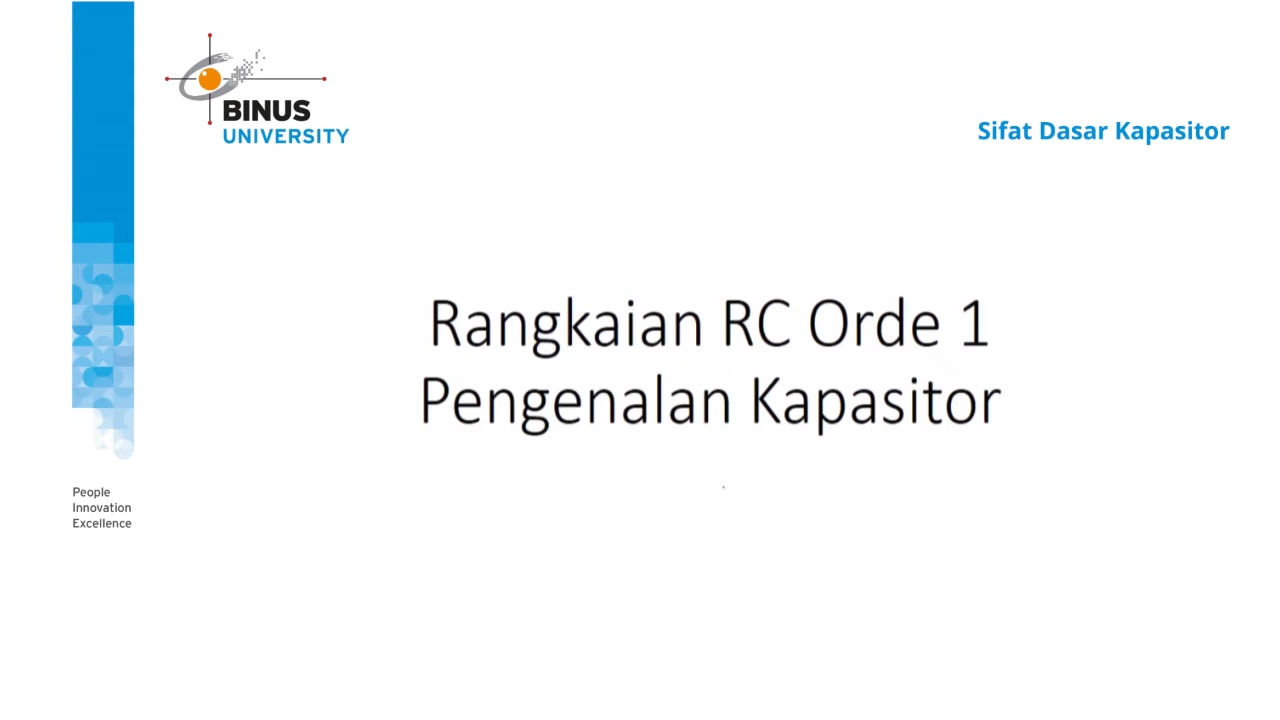 BINUS
UNIVERSITY
Sifat Dasar Kapasitor
Rangkaian RC Orde 1
Pengenalan Kapasitor
People
Innovation
Excellence